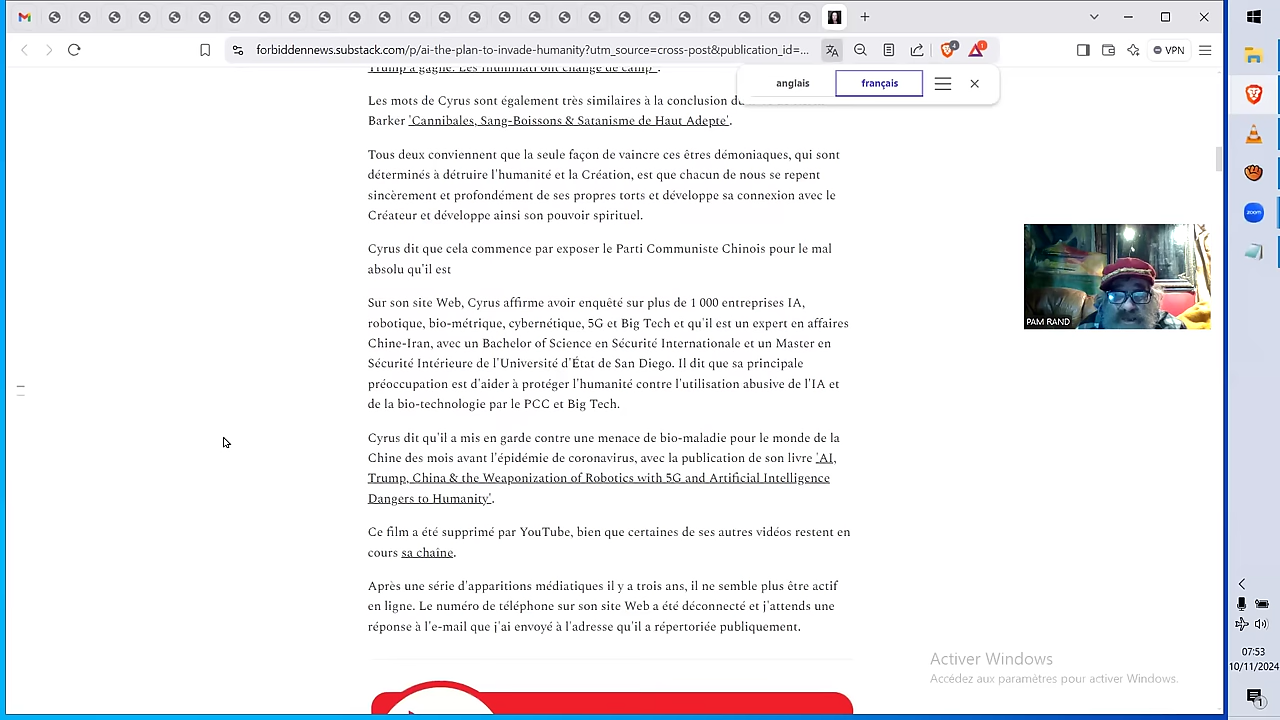 forbiddennews.substack.com/p/ai-the-plan-to-invade-humanity?utm_source=cross-post&publication_id=...
4
1
VPN
anglais
français
Trump a gagné. Les Illuminati ont changé de camp'.
Les mots de Cyrus sont également très similaires à la conclusion
Barker 'Cannibales, Sang-Boissons & Satanisme de Haut Adepte'.
Tous deux conviennent que la seule façon de vaincre ces êtres démoniaques, qui sont
déterminés à détruire l'humanité et la Création, est que chacun de nous se repent
sincèrement et profondément de ses propres torts et développe sa connexion avec le
Créateur et développe ainsi son pouvoir spirituel.
Cyrus dit que cela commence par exposer le Parti Communiste Chinois pour le mal
absolu qu'il est
Sur son site Web, Cyrus affirme avoir enquêté sur plus de 1 000 entreprises IA,
robotique, bio-métrique, cybernétique, 5G et Big Tech et qu'il est un expert en affaires
Chine-Iran, avec un Bachelor of Science en Sécurité Internationale et un Master en
Sécurité Intérieure de l'Université d'État de San Diego. Il dit que sa principale
préoccupation est d'aider à protéger l'humanité contre l'utilisation abusive de l'IA et
de la bio-technologie par le PCC et Big Tech.
Cyrus dit qu'il a mis en garde contre une menace de bio-maladie pour le monde de la
Chine des mois avant l'épidémie de coronavirus, avec la publication de son livre 'AI,
Trump, China & the Weaponization of Robotics with 5G and Artificial Intelligence
Dangers to Humanity'.
Ce film a été supprimé par YouTube, bien que certaines de ses autres vidéos restent en
cours sa chaîne.
Après une série d'apparitions médiatiques il y a trois ans, il ne semble plus être actif
en ligne. Le numéro de téléphone sur son site Web a été déconnecté et j'attends une
réponse à l'e-mail que j'ai envoyé à l'adresse qu'il a répertoriée publiquement.
PAM RAND
zoom
Activer Windows
Accédez aux paramètres pour activer Windows.
07:53
10/11/2024